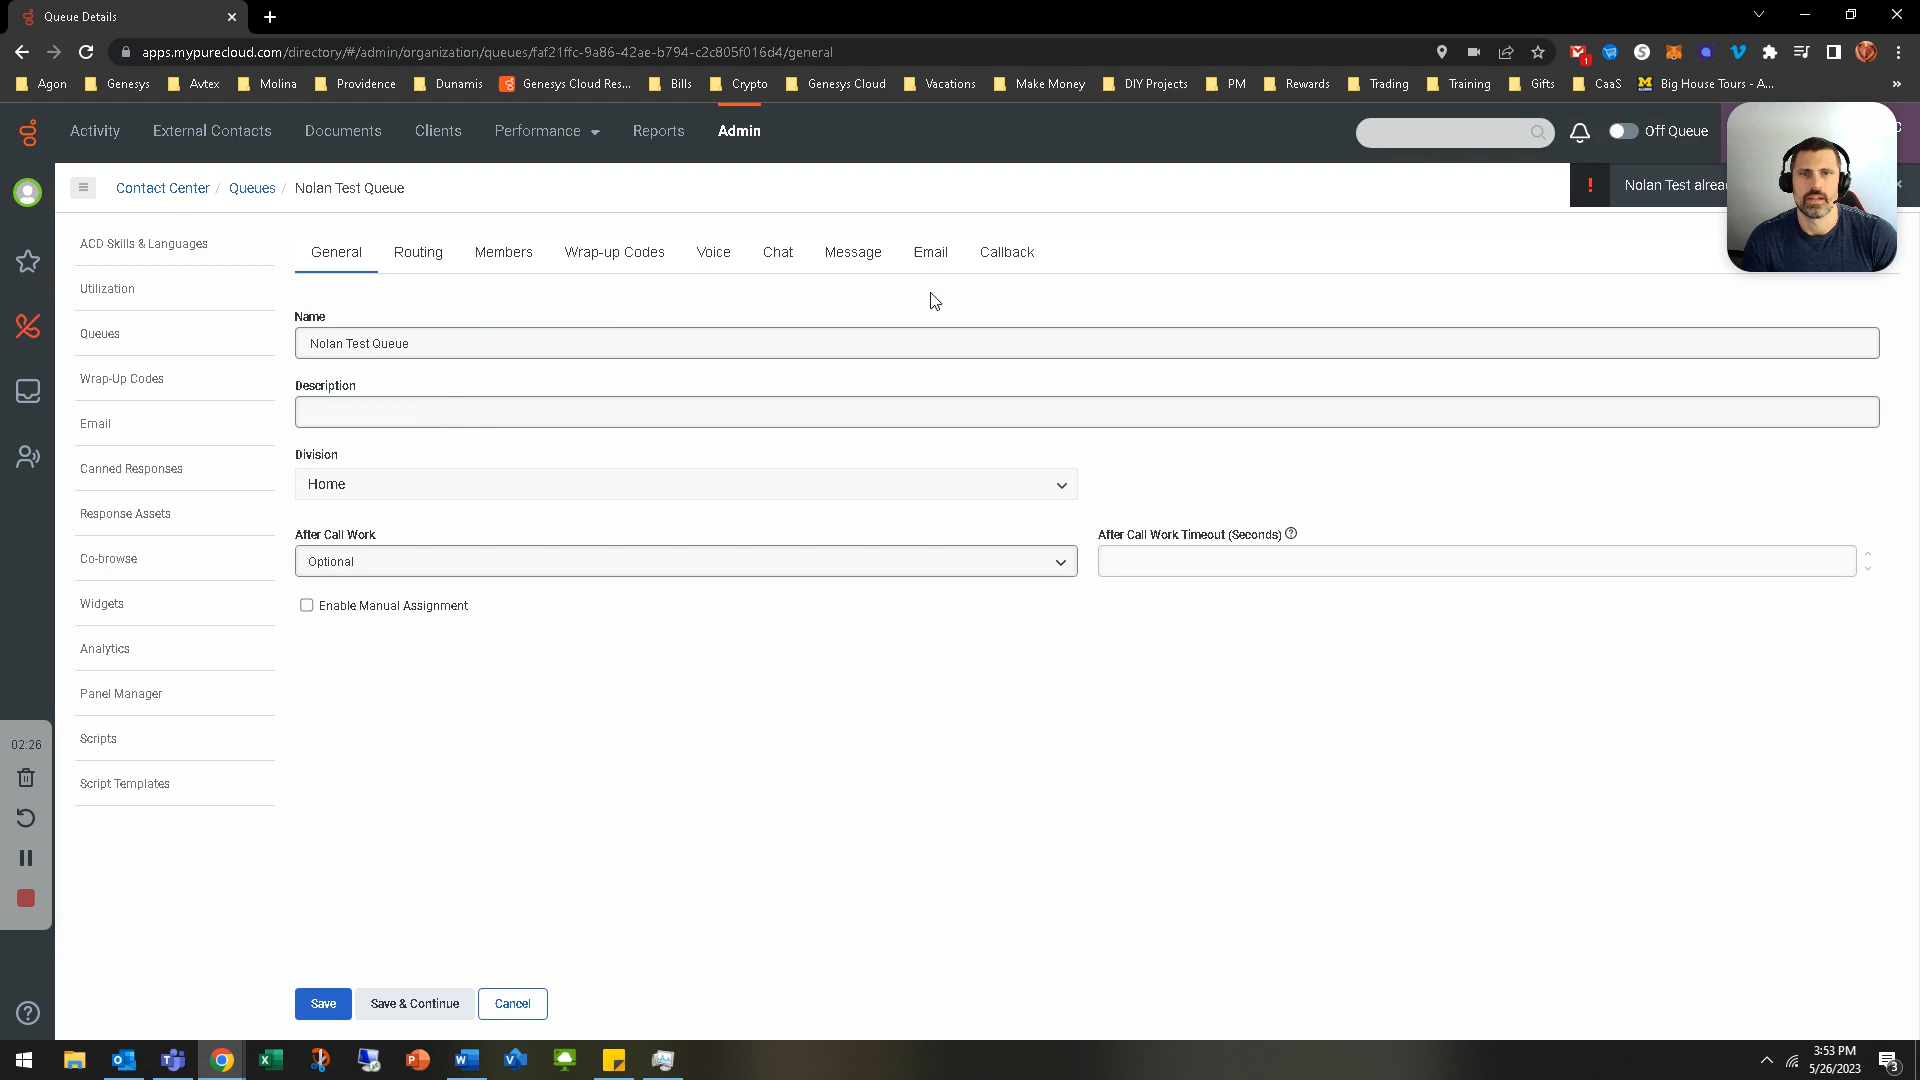 Queue Details
apps.mypurecloud.com/directory/#/admin/organization/queues/faf21ffc-9a86-42ae-b794-c2c805f016d4/general
1
Agon Genesys Avtex Molina Providence Dunamis Genesys Cloud Res... Bills Crypto Genesys Cloud Vacations Make Money DIY Projects PM Rewards Trading Training Gifts CaaS Big House Tours - A... »
Activity External Contacts Documents Clients Performance Reports Admin Off Queue
Contact Center / Queues / Nolan Test Queue
! Nolan Test
ACD Skills & Languages
Utilization
Queues
Wrap-Up Codes
Email
Canned Responses
Response Assets
Co-browse
Widgets
Analytics
Panel Manager
Scripts
Script Templates
General Routing Members Wrap-up Codes Voice Chat Message Email Callback
Name
Nolan Test Queue
Description
Division
Home
After Call Work
Optional
After Call Work Timeout (Seconds) ?
Enable Manual Assignment
Save Save & Continue Cancel
02:26
3:53 PM
5/26/2023
3